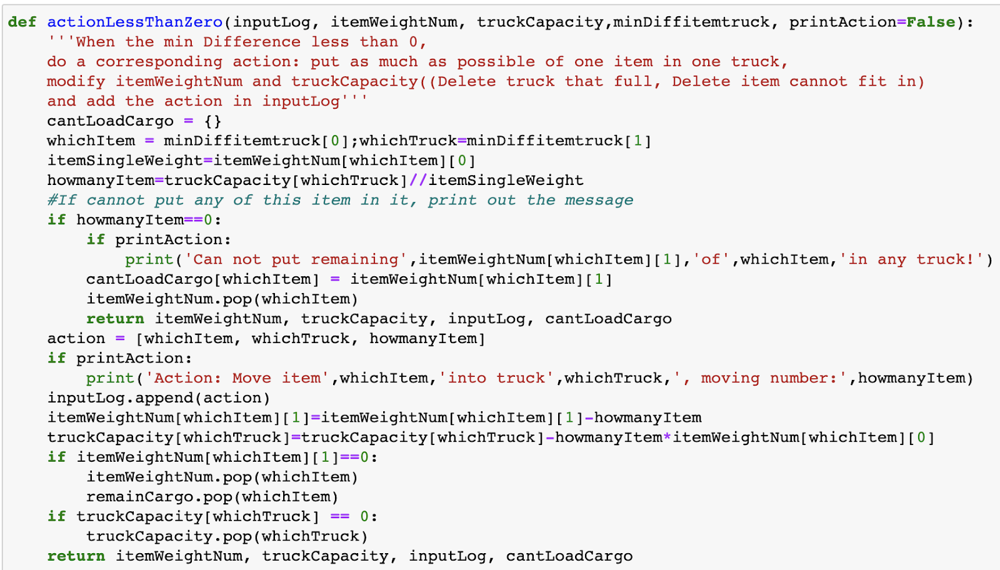 def actionLessThanZero(inputLog, itemWeightNum, truckCapacity,minDiffitemtruck, printAction=False):
    '''When the min Difference less than 0,
    do a corresponding action: put as much as possible of one item in one truck,
    modify itemWeightNum and truckCapacity((Delete truck that full, Delete item cannot fit in)
    and add the action in inputLog'''
    cantLoadCargo = {}
    whichItem = minDiffitemtruck[0];whichTruck=minDiffitemtruck[1]
    itemSingleWeight=itemWeightNum[whichItem][0]
    howmanyItem=truckCapacity[whichTruck]//itemSingleWeight
    #If cannot put any of this item in it, print out the message
    if howmanyItem==0:
        if printAction:
            print('Can not put remaining',itemWeightNum[whichItem][1],'of',whichItem,'in any truck!')
        cantLoadCargo[whichItem] = itemWeightNum[whichItem][1]
        itemWeightNum.pop(whichItem)
        return itemWeightNum, truckCapacity, inputLog, cantLoadCargo
    action = [whichItem, whichTruck, howmanyItem]
    if printAction:
        print('Action: Move item',whichItem,'into truck',whichTruck,', moving number:',howmanyItem)
    inputLog.append(action)
    itemWeightNum[whichItem][1]=itemWeightNum[whichItem][1]-howmanyItem
    truckCapacity[whichTruck]=truckCapacity[whichTruck]-howmanyItem*itemWeightNum[whichItem][0]
    if itemWeightNum[whichItem][1]==0:
        itemWeightNum.pop(whichItem)
        remainCargo.pop(whichItem)
    if truckCapacity[whichTruck] == 0:
        truckCapacity.pop(whichTruck)
    return itemWeightNum, truckCapacity, inputLog, cantLoadCargo